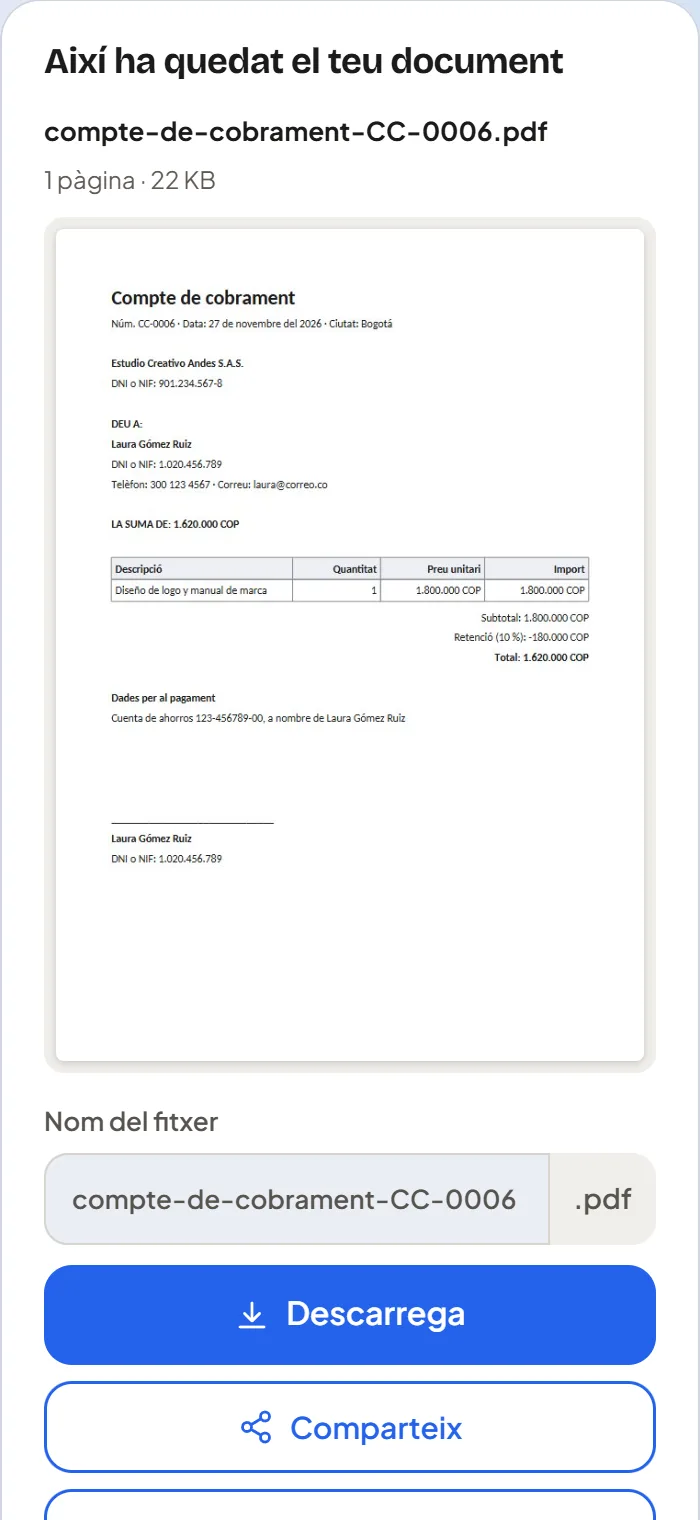 Així ha quedat el teu document
compte-de-cobrament-CC-0006.pdf
1 pàgina · 22 KB
Compte de cobrament
Núm. CC-0006 · Data: 27 de novembre del 2026 · Ciutat: Bogotá
Estudio Creativo Andes S.A.S.
DNI o NIF: 901.234.567-8
DEU A:
Laura Gómez Ruiz
DNI o NIF: 1.020.456.789
Telèfon: 300 123 4567 · Correu: laura@correo.co
LA SUMA DE: 1.620.000 COP
Descripció Quantitat Preu unitari Import
Diseño de logo y manual de marca 1 1.800.000 COP 1.800.000 COP
Subtotal: 1.800.000 COP
Retenció (10 %): -180.000 COP
Total: 1.620.000 COP
Dades per al pagament
Cuenta de ahorros 123-456789-00, a nombre de Laura Gómez Ruiz
Laura Gómez Ruiz
DNI o NIF: 1.020.456.789
Nom del fitxer
compte-de-cobrament-CC-0006 .pdf
Descarrega
Comparteix